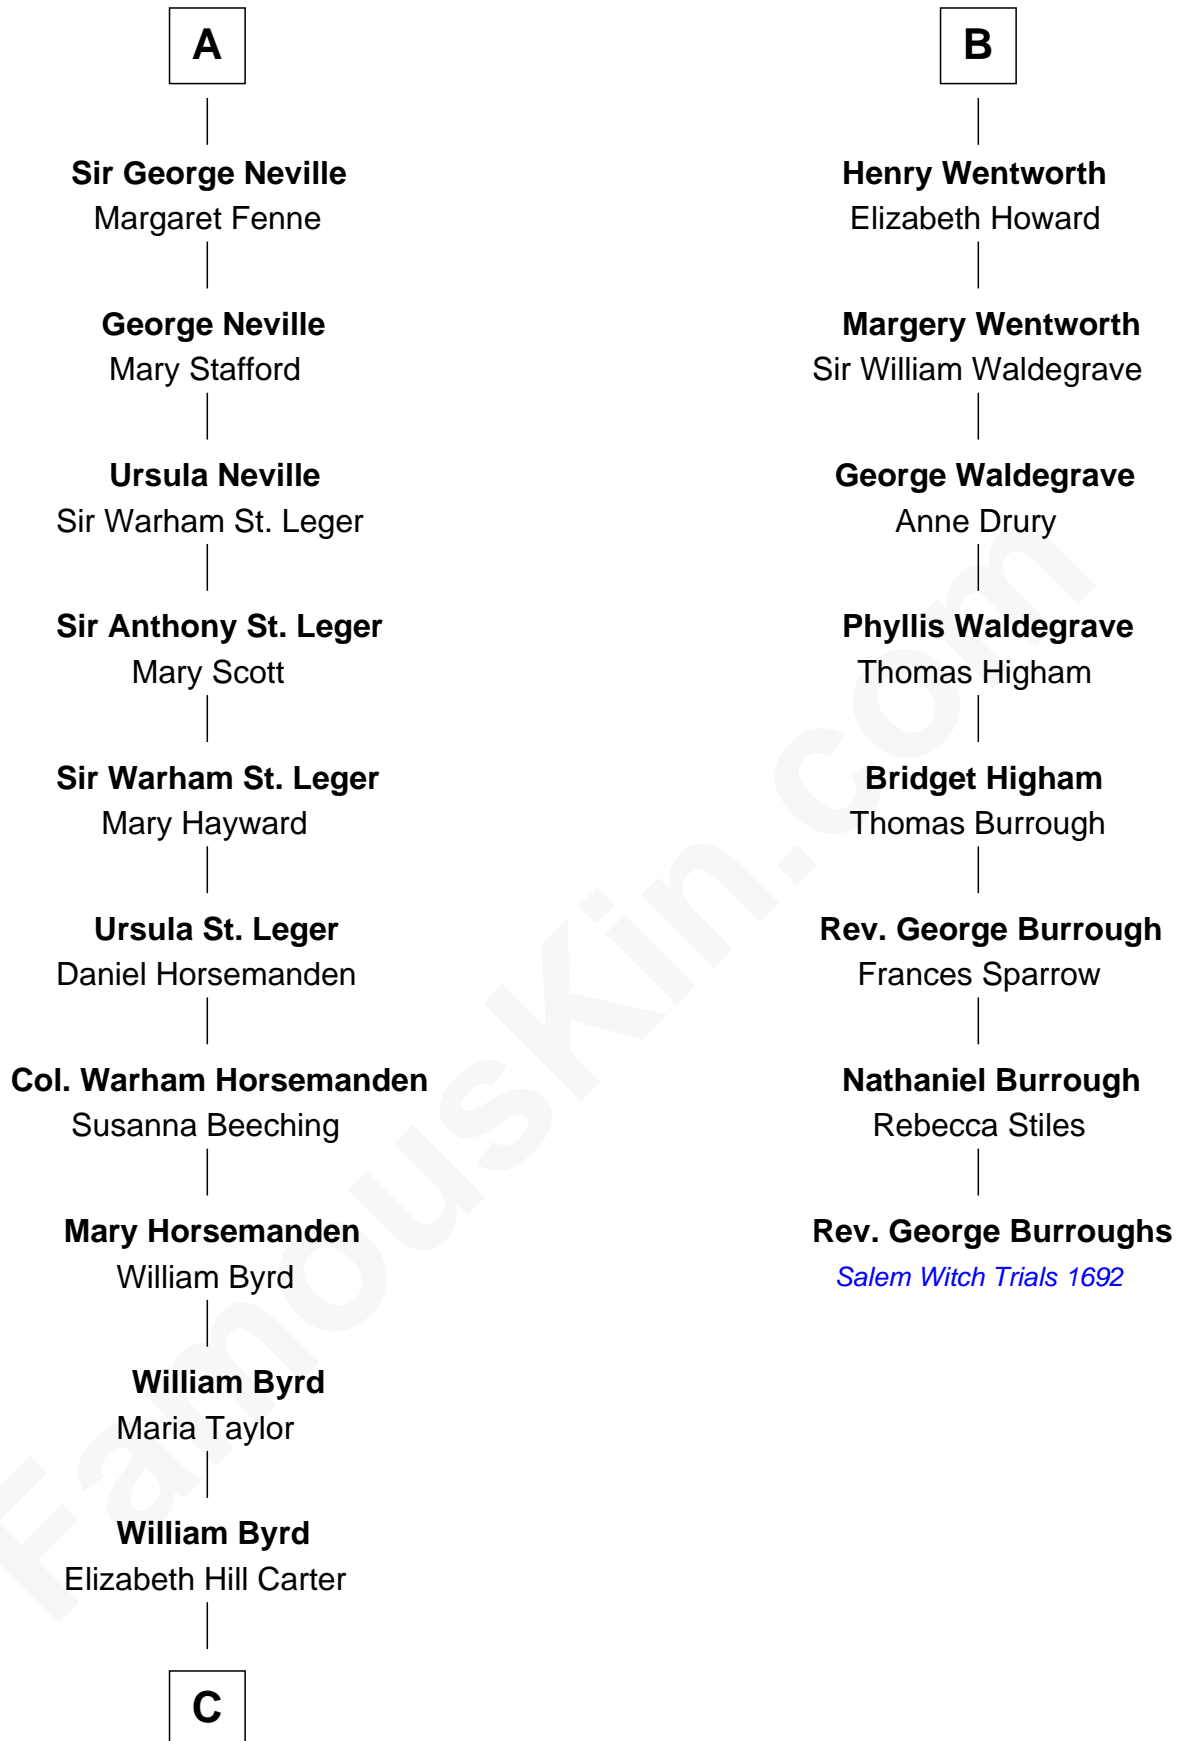 A
Sir George Neville
Margaret Fenne
George Neville
Mary Stafford
Ursula Neville
Sir Warham St. Leger
Sir Anthony St. Leger
Mary Scott
Sir Warham St. Leger
Mary Hayward
Ursula St. Leger
Daniel Horsemanden
Col. Warham Horsemanden
Susanna Beeching
Mary Horsemanden
William Byrd
William Byrd
Maria Taylor
William Byrd
Elizabeth Hill Carter
C
B
Henry Wentworth
Elizabeth Howard
Margery Wentworth
Sir William Waldegrave
George Waldegrave
Anne Drury
Phyllis Waldegrave
Thomas Higham
Bridget Higham
Thomas Burrough
Rev. George Burrough
Frances Sparrow
Nathaniel Burrough
Rebecca Stiles
Rev. George Burroughs
Salem Witch Trials 1692
FamousKin.com